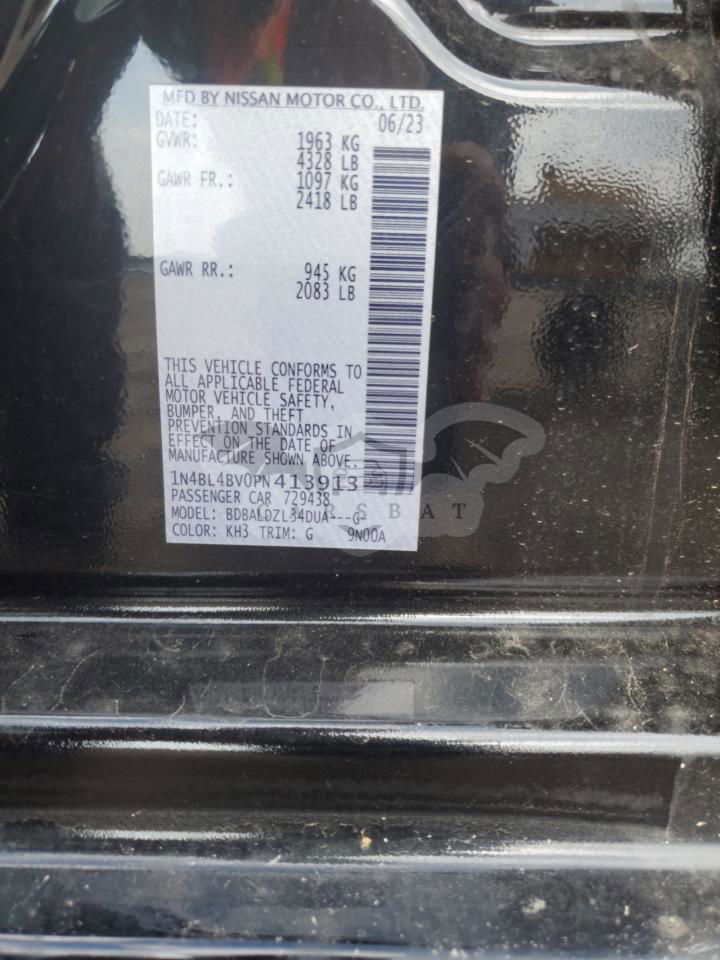 MFD BY NISSAN MOTOR CO., LTD.
DATE: 06/23
GVWR: 1963 KG
4328 LB
GAWR FR.: 1097 KG
2418 LB
GAWR RR.: 945 KG
2083 LB
THIS VEHICLE CONFORMS TO
ALL APPLICABLE FEDERAL
MOTOR VEHICLE SAFETY,
BUMPER, AND THEFT
PREVENTION STANDARDS IN
EFFECT ON THE DATE OF
MANUFACTURE SHOWN ABOVE.
1N4BL4BV0PN413913
PASSENGER CAR 729438
MODEL: BDBALDZL34DUA---G-
COLOR: KH3 TRIM: G 9N00A